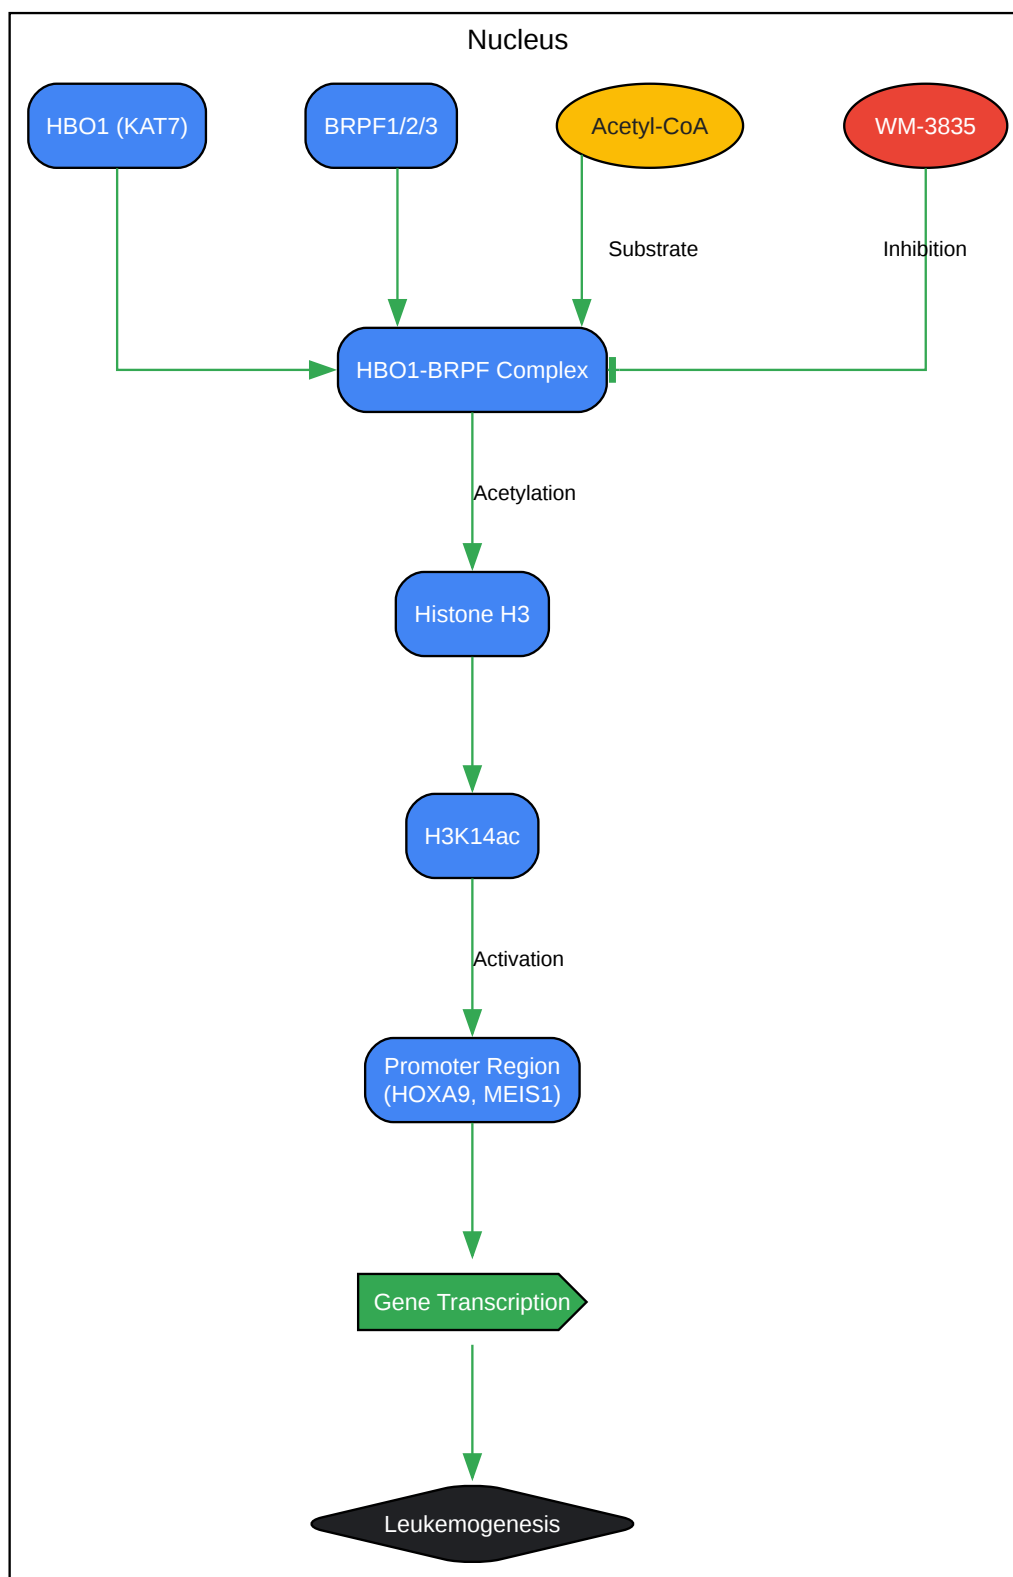 Nucleus
HBO1 (KAT7)
BRPF1/2/3
Acetyl-CoA
WM-3835
Substrate
Inhibition
HBO1-BRPF Complex
Acetylation
Histone H3
H3K14ac
Activation
Promoter Region
(HOXA9, MEIS1)
Gene Transcription
Leukemogenesis